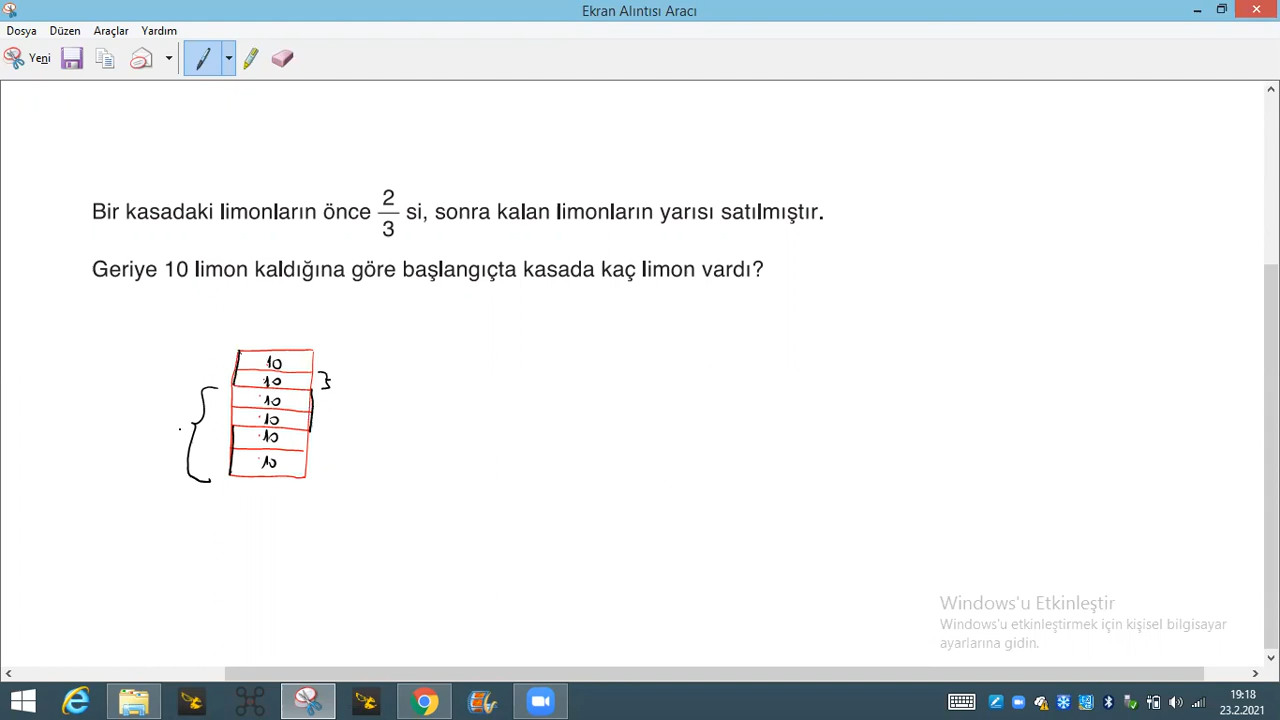 Ekran Alıntısı Aracı
Dosya Düzen Araçlar Yardım
Yeni
Bir kasadaki limonların önce 2/3 si, sonra kalan limonların yarısı satılmıştır.
Geriye 10 limon kaldığına göre başlangıçta kasada kaç limon vardı?
10
10
10
10
10
10
Windows'u Etkinleştir
Windows'u etkinleştirmek için kişisel bilgisayar
ayarlarına gidin.
19:18
23.2.2021